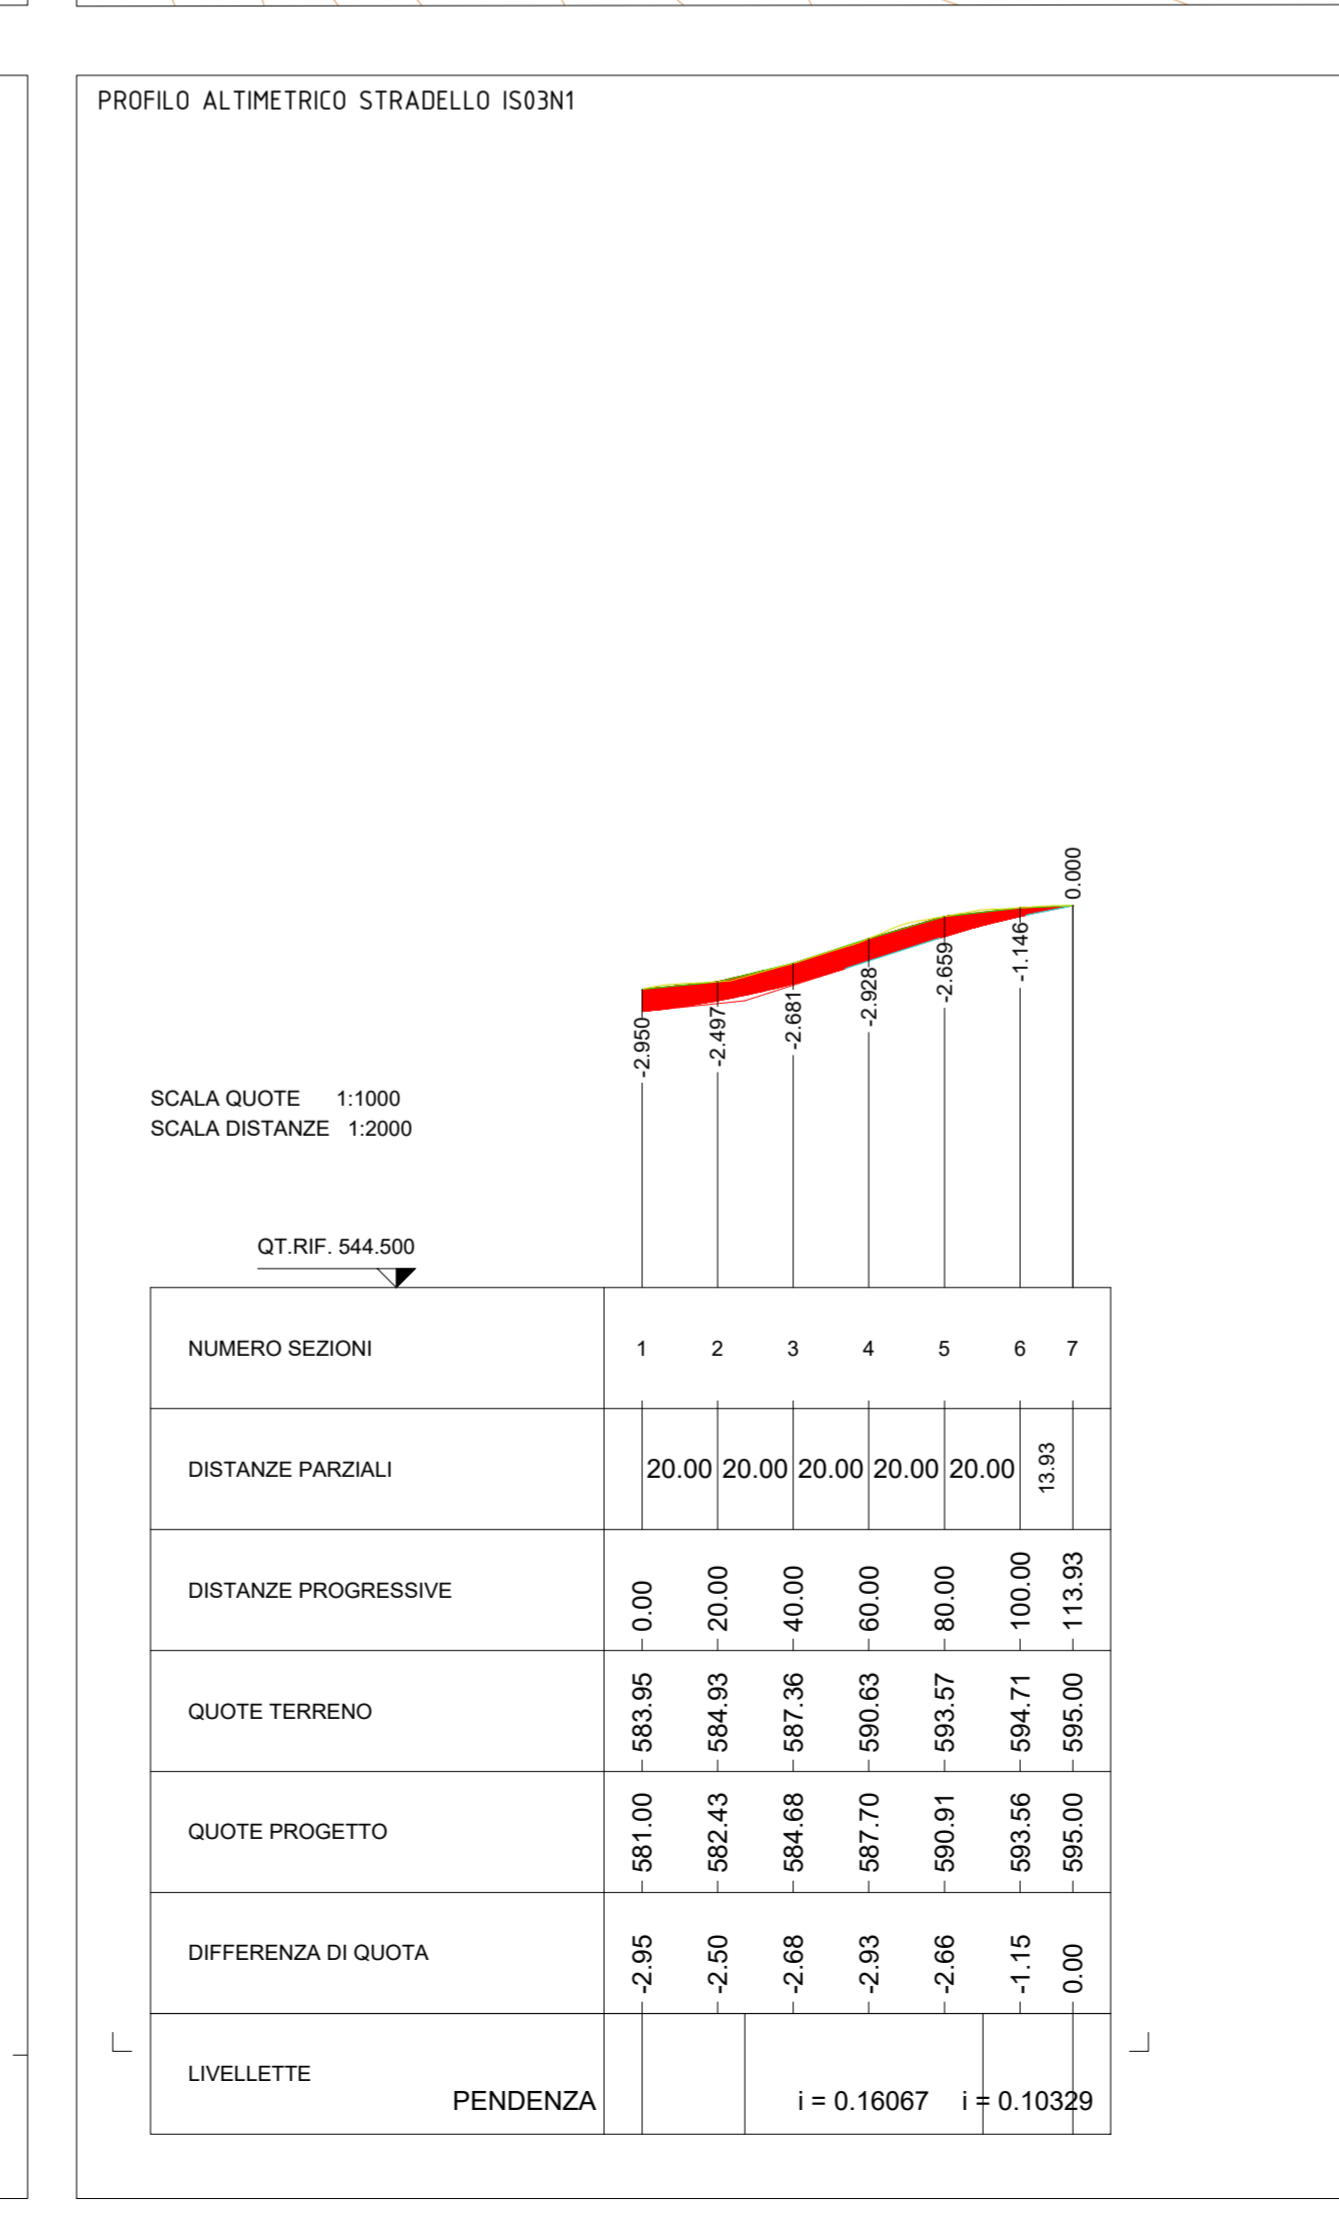 PROFILO ALTIMETRICO STRADELLO IS03N1
0.000
-2.950 -2.497 -2.681 -2.928 -2.659 -1.146
SCALA QUOTE 1:1000
SCALA DISTANZE 1:2000
QT.RIF. 544.500
NUMERO SEZIONI 1 2 3 4 5 6 7
DISTANZE PARZIALI 20.00 20.00 20.00 20.00 20.00 13.93
DISTANZE PROGRESSIVE 0.00 20.00 40.00 60.00 80.00 100.00 113.93
QUOTE TERRENO 583.95 584.93 587.36 590.63 593.57 594.71 595.00
QUOTE PROGETTO 581.00 582.43 584.68 587.70 590.91 593.56 595.00
DIFFERENZA DI QUOTA -2.95 -2.50 -2.68 -2.93 -2.66 -1.15 0.00
LIVELLETTE
PENDENZA i = 0.16067 i = 0.10329